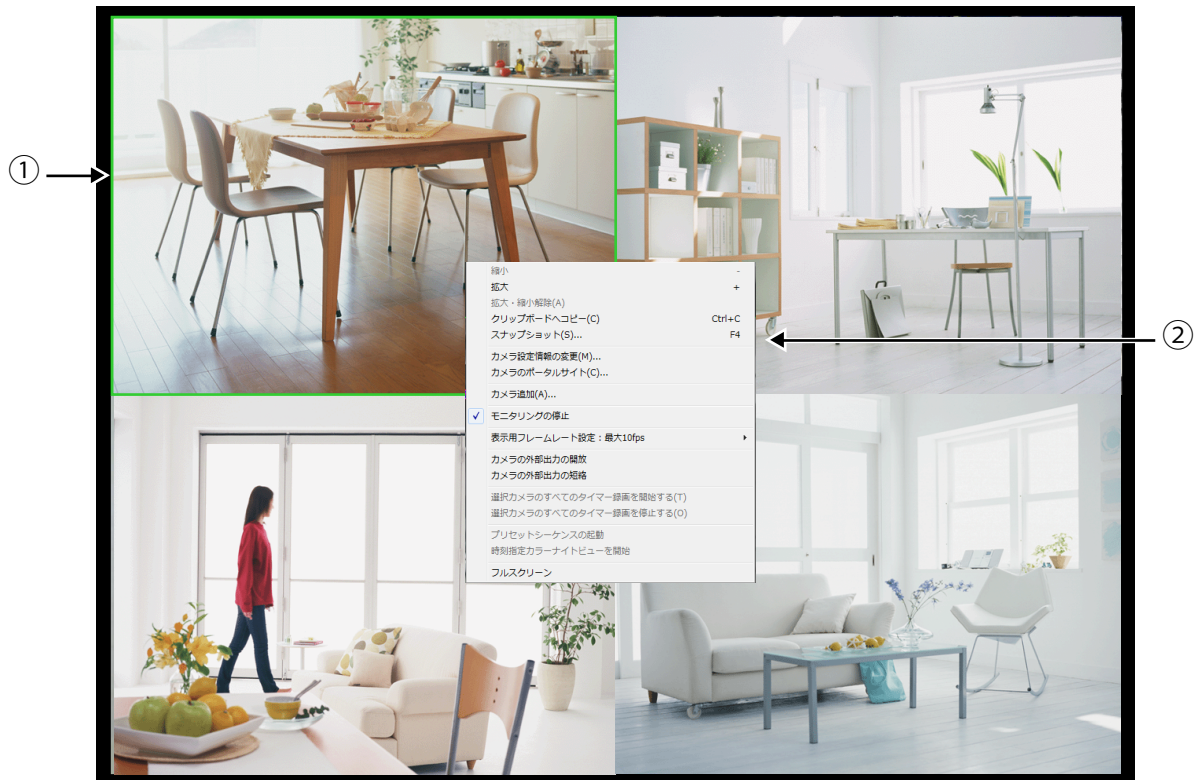 ①
②
縮小 -
拡大 +
拡大・縮小解除(A)
クリップボードへコピー(C) Ctrl+C
スナップショット(S)... F4
カメラ設定情報の変更(M)...
カメラのポータルサイト(C)...
カメラ追加(A)...
✓ モニタリングの停止
表示用フレームレート設定：最大10fps
カメラの外部出力の開放
カメラの外部出力の短絡
選択カメラのすべてのタイマー録画を開始する(T)
選択カメラのすべてのタイマー録画を停止する(O)
プリセットシーケンスの起動
時刻指定カラーナイトビューを開始
フルスクリーン